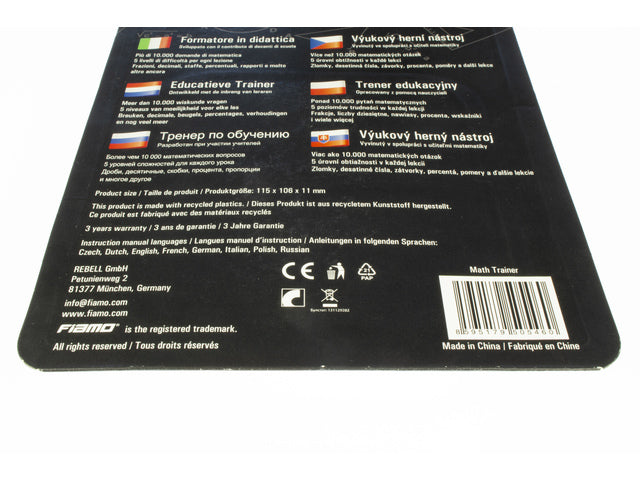 Formatore in didattica
Sviluppato con il contributo di docenti di scuola
Più di 10.000 domande di matematica
5 livelli di difficoltà per ogni lezione
Frazioni, decimali, staffe, percentuali, rapporti e molto
altro ancora
Výukový herní nástroj
Vyvinutý ve spolupráci s učiteli matematiky
Více než 10.000 matematických otázek
5 úrovní obtížnosti v každé lekci
Zlomky, desetinná čísla, závorky, procenta, poměry a další lekce
Educatieve Trainer
Ontwikkeld met de inbreng van leraren
Meer dan 10.000 wiskunde vragen
5 niveaus van moeilijkheid voor elke les
Breuken, decimale, beugels, percentages, verhoudingen
en nog veel meer
Trener edukacyjny
Opracowany z pomocą nauczycieli
Ponad 10.000 pytań matematycznych
5 poziomów trudności w każdej lekcji
Frakcje, liczby dziesiętne, nawiasy, procenty, wskaźniki
i wiele więcej
Тренер по обучению
Разработан при участии учителей
Более чем 10 000 математических вопросов
5 уровней сложностей для каждого урока
Дроби, десятичные, скобки, процента, пропорции
и многое другое
Výukový herný nástroj
Vyvinutý v spolupráci s učiteľmi matematiky
Viac ako 10.000 matematických otázok
5 úrovní obtiažností v každej lekcii
Zlomky, desatinné čísla, zátvorky, percentá, pomery a ďalšie lekcie
Product size / Taille de produit / Produktgröße: 115 x 106 x 11 mm
This product is made with recycled plastics. / Dieses Produkt ist aus recycletem Kunststoff hergestellt.
Ce produit est fabriqué avec des matériaux recyclés
3 years warranty / 3 ans de garantie / 3 Jahre Garantie
Instruction manual languages / Langues manuel d'instruction / Anleitungen in folgenden Sprachen:
Czech, Dutch, English, French, German, Italian, Polish, Russian
REBELL GmbH
Petunienweg 2
81377 München, Germany
info@fiamo.com
www.fiamo.com
FIAMO® is the registered trademark.
All rights reserved / Tous droits réservés
CE
21
PAP
Synctor: 131129282
Math Trainer
8595179505460
Made in China / Fabriqué en Chine